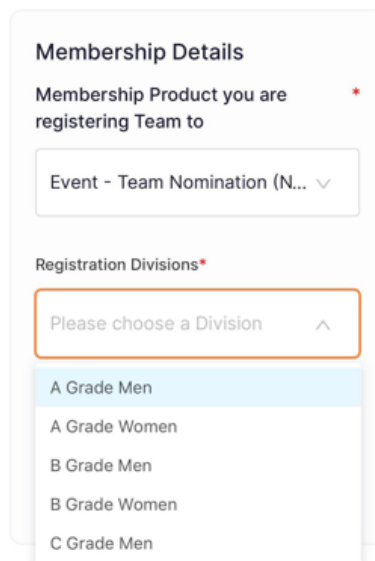 Membership Details
Membership Product you are *
registering Team to
Event - Team Nomination (N...
Registration Divisions*
Please choose a Division
A Grade Men
A Grade Women
B Grade Men
B Grade Women
C Grade Men